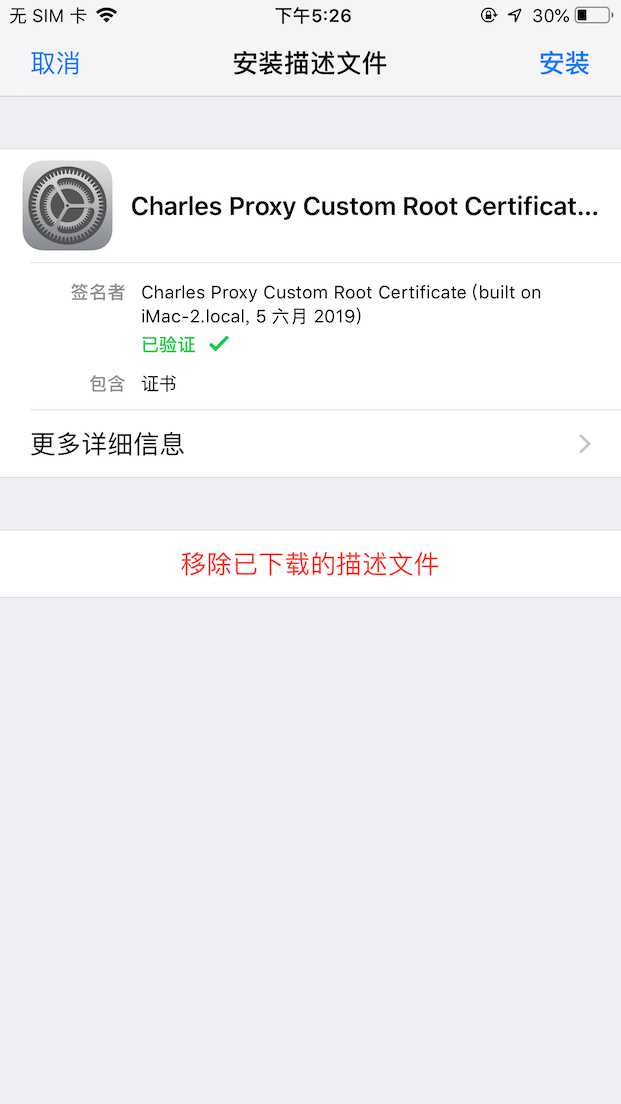 无 SIM 卡 下午5:26 30%
取消 安装描述文件 安装
Charles Proxy Custom Root Certificat...
签名者 Charles Proxy Custom Root Certificate (built on
iMac-2.local, 5 六月 2019)
已验证
包含 证书
更多详细信息
移除已下载的描述文件